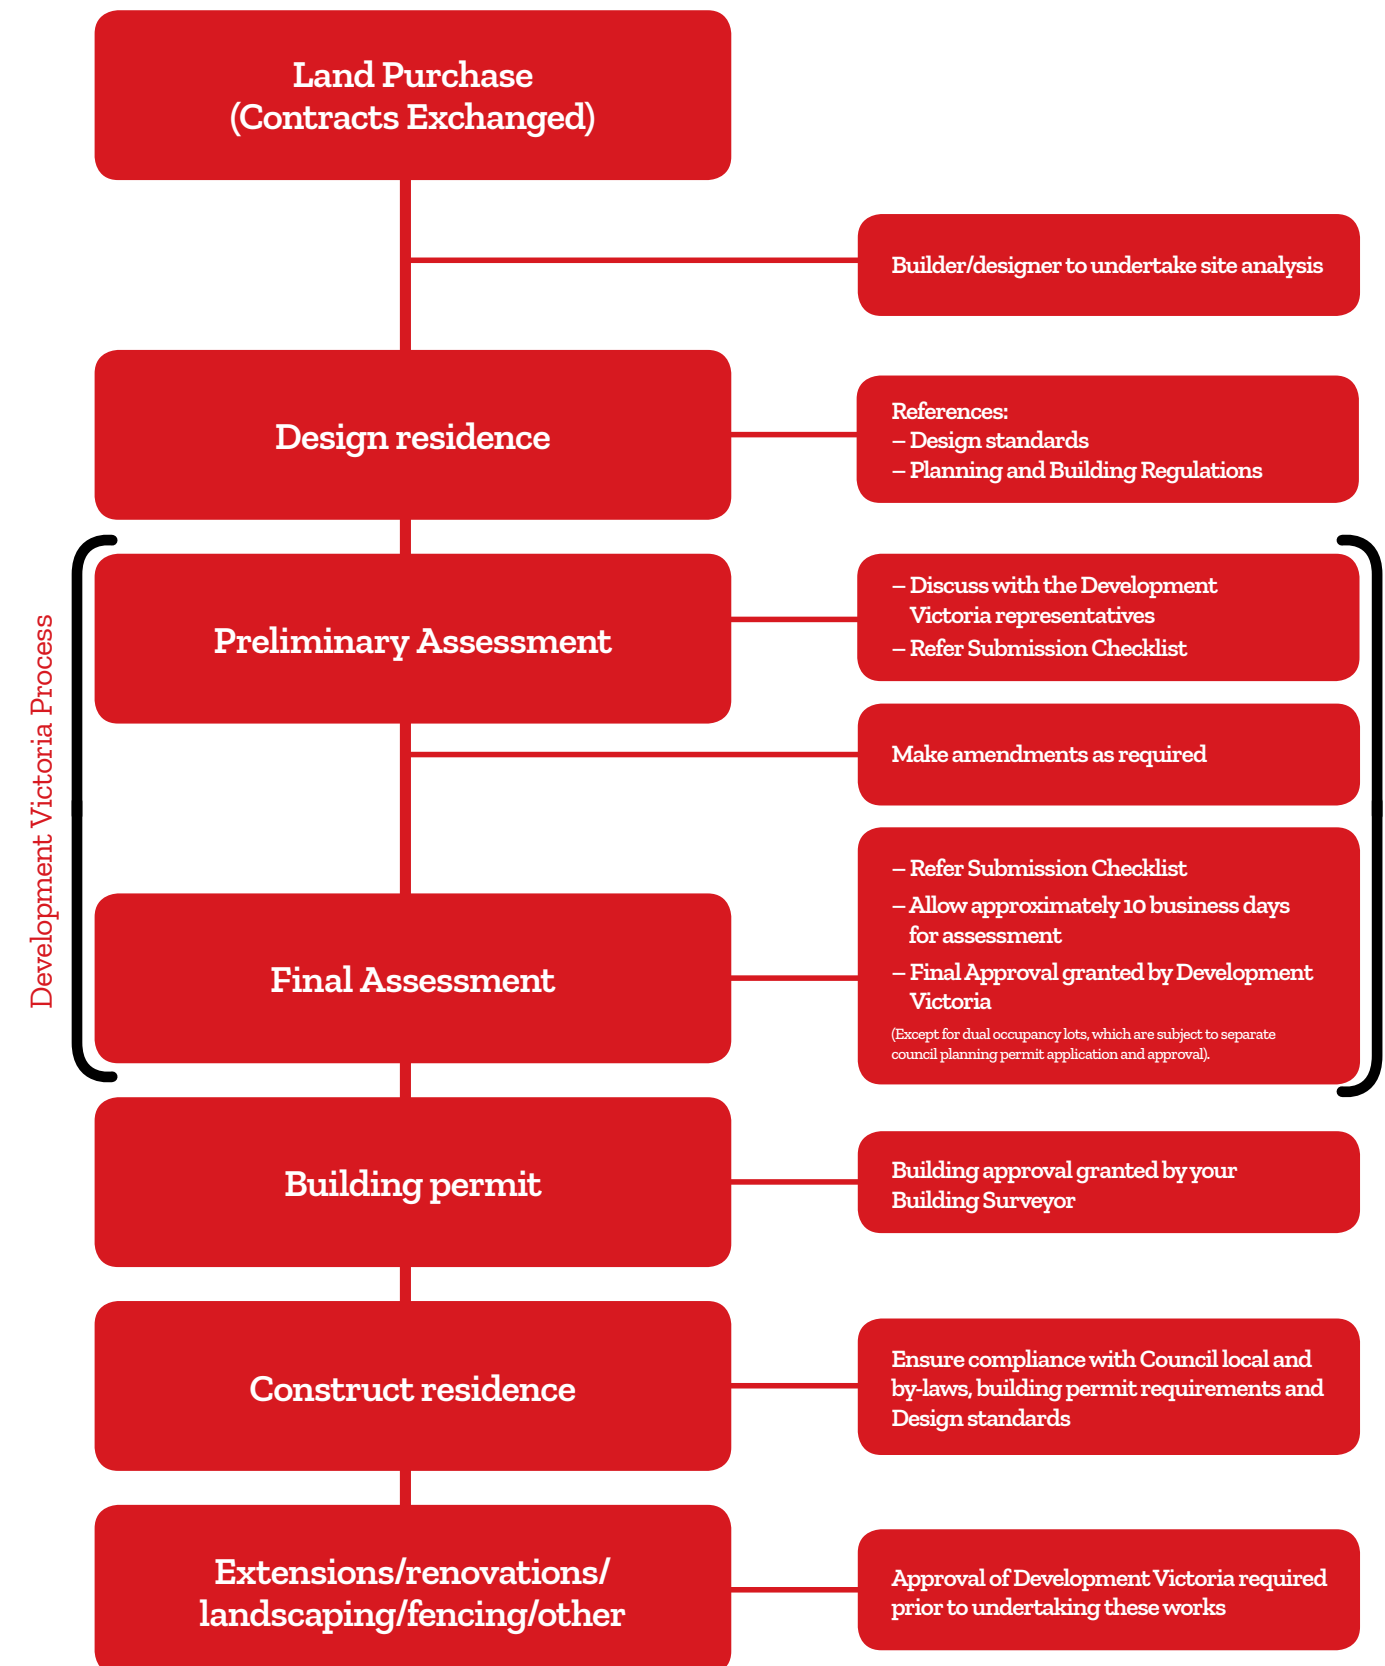 Land Purchase
(Contracts Exchanged)
Builder/designer to undertake site analysis
Design residence
References:
– Design standards
– Planning and Building Regulations
Development Victoria Process
Preliminary Assessment
– Discuss with the Development
Victoria representatives
– Refer Submission Checklist
Make amendments as required
Final Assessment
– Refer Submission Checklist
– Allow approximately 10 business days
for assessment
– Final Approval granted by Development
Victoria
(Except for dual occupancy lots, which are subject to separate
council planning permit application and approval).
Building permit
Building approval granted by your
Building Surveyor
Construct residence
Ensure compliance with Council local and
by-laws, building permit requirements and
Design standards
Extensions/renovations/
landscaping/fencing/other
Approval of Development Victoria required
prior to undertaking these works